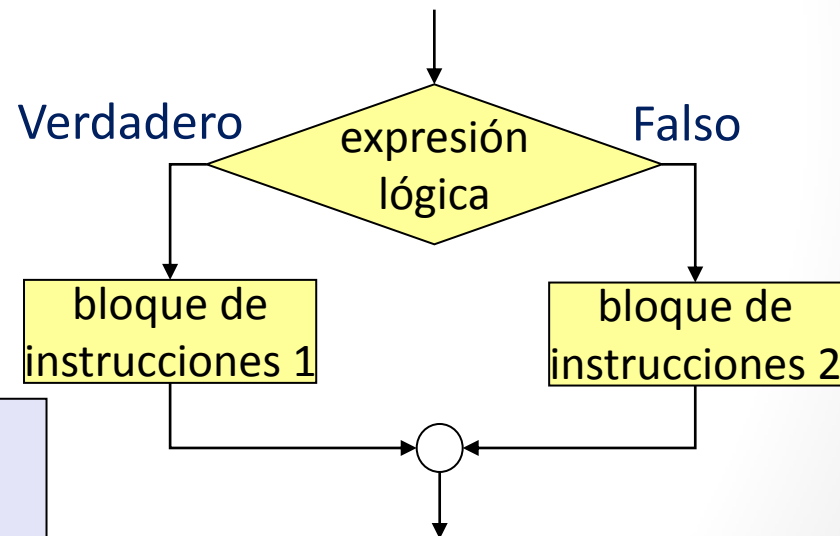 Verdadero
expresión
lógica
Falso
bloque de
instrucciones 1
bloque de
instrucciones 2